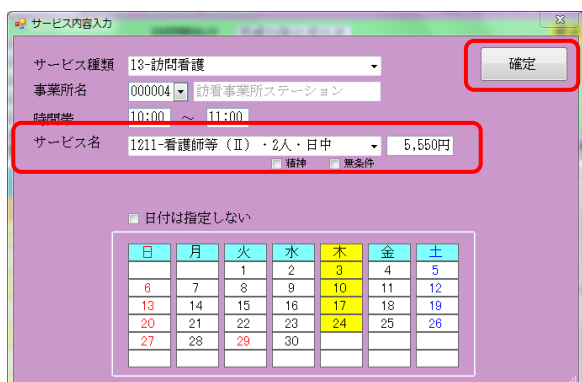 サービス内容入力
サービス種類 13-訪問看護 確定
事業所名 000004 訪看事業所ステーション
時間帯 10:00 ～ 11:00
サービス名 1211-看護師等（Ⅱ）・2人・日中 5,550円
精神 無条件
日付は指定しない
日 月 火 水 木 金 土
1 2 3 4 5
6 7 8 9 10 11 12
13 14 15 16 17 18 19
20 21 22 23 24 25 26
27 28 29 30